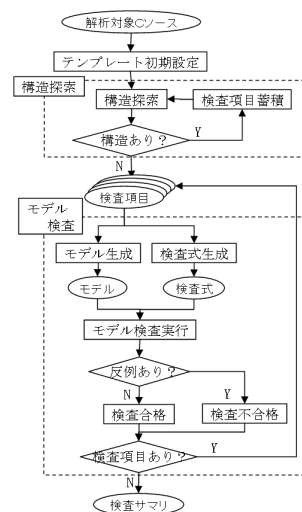 解析対象Cソース
テンプレート初期設定
構造探索
構造探索
検査項目蓄積
構造あり?
Y
N
検査項目
モデル
検査
モデル生成
検査式生成
モデル
検査式
モデル検査実行
反例あり?
N
Y
検査合格
検査不合格
検査項目あり?
Y
N
検査サマリ